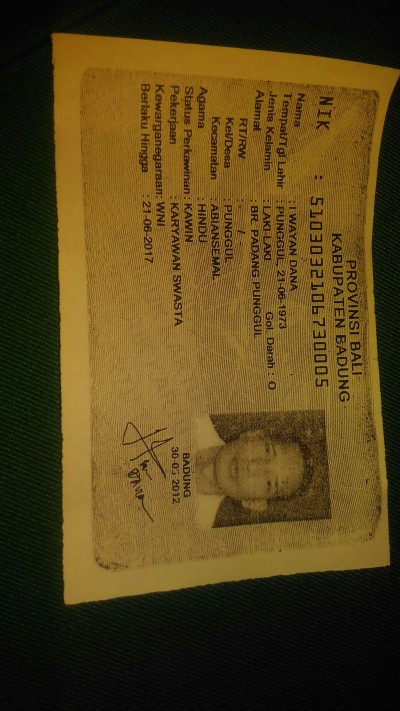 PROVINSI BALI
KABUPATEN BADUNG
NIK : 5103032106730005
Nama : I WAYAN DANA
Tempat/Tgl Lahir : PUNGGUL, 21-06-1973
Jenis Kelamin : LAKI-LAKI Gol. Darah : O
Alamat : BR. PADANG PUNGGUL
RT/RW : /
Kel/Desa : PUNGGUL
Kecamatan : ABIANSEMAL
Agama : HINDU
Status Perkawinan : KAWIN
Pekerjaan : KARYAWAN SWASTA
Kewarganegaraan: WNI
Berlaku Hingga : 21-06-2017
BADUNG
30-05-2012
DANA